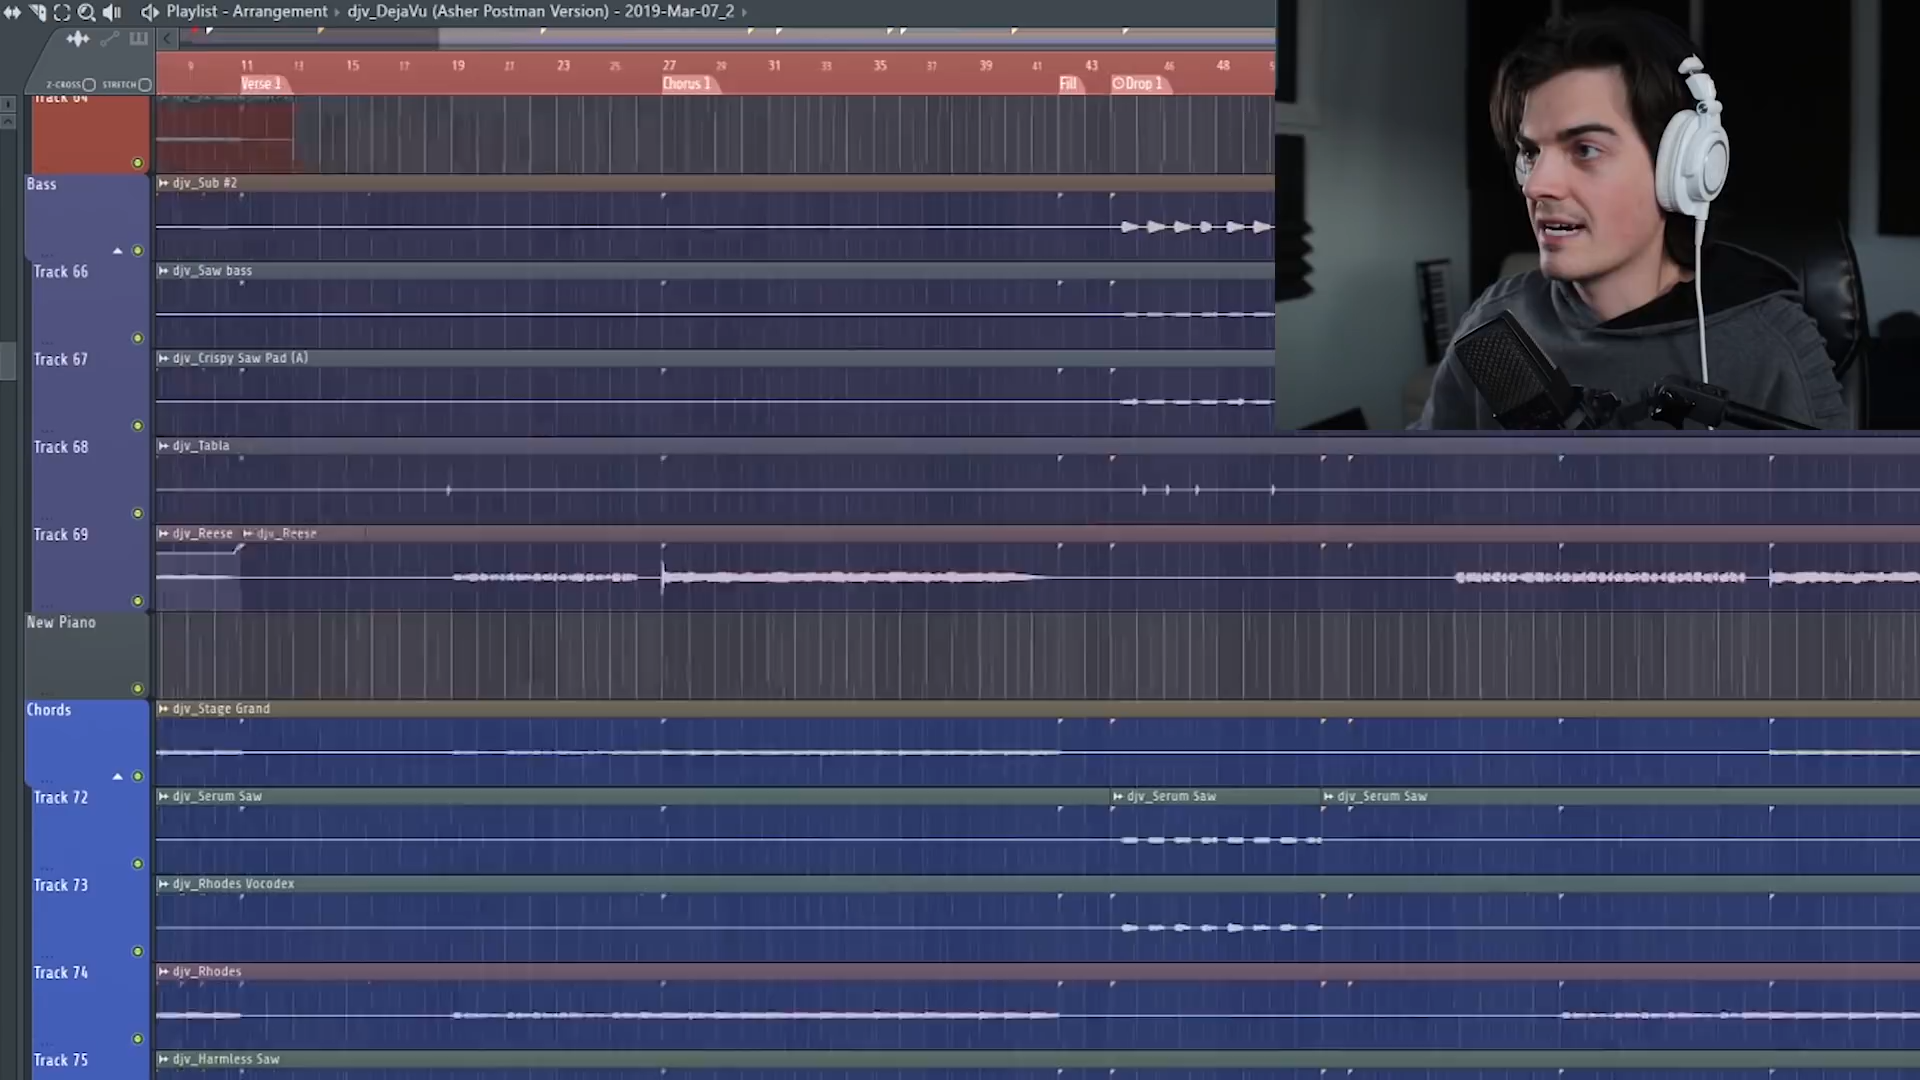 Playlist - Arrangement › djv_DejaVu (Asher Postman Version) - 2019-Mar-07_2 ›
9 11 13 15 17 19 21 23 25 27 29 31 33 35 37 39 41 43 46 48
Z-CROSS STRETCH
Verse 1 Chorus 1 Fill Drop 1
Track 64
Bass
djv_Sub #2
Track 66
djv_Saw bass
Track 67
djv_Crispy Saw Pad (A)
Track 68
djv_Tabla
Track 69
djv_Reese djv_Reese
New Piano
Chords
djv_Stage Grand
Track 72
djv_Serum Saw djv_Serum Saw djv_Serum Saw
Track 73
djv_Rhodes Vocodex
Track 74
djv_Rhodes
Track 75
djv_Harmless Saw